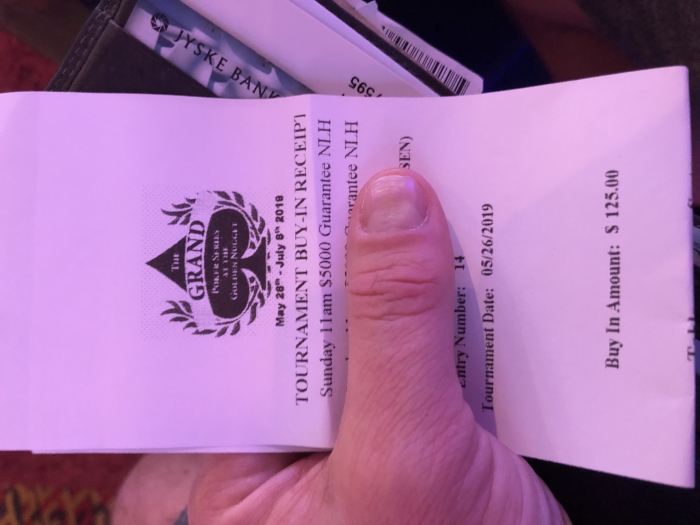 JYSKE BANK
7595
THE
GRAND
POKER SERIES
AT THE
GOLDEN NUGGET
May 28th - July 8th 2019
TOURNAMENT BUY-IN RECEIPT
Sunday 11am $5000 Guarantee NLH
Guarantee NLH
SEN)
Entry Number: 14
Tournament Date: 05/26/2019
Buy In Amount: $ 125.00